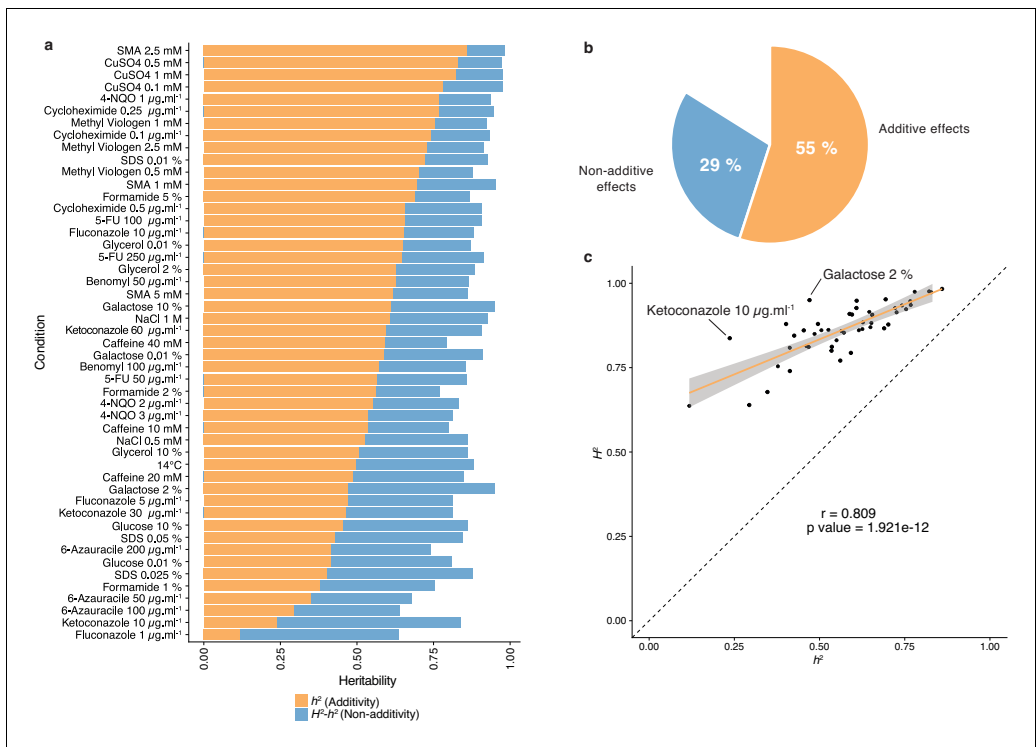 a
Condition
SMA 2.5 mM
CuSO4 0.5 mM
CuSO4 1 mM
CuSO4 0.1 mM
4-NQO 1 µg.ml⁻¹
Cycloheximide 0.25 µg.ml⁻¹
Methyl Viologen 1 mM
Cycloheximide 0.1 µg.ml⁻¹
Methyl Viologen 2.5 mM
SDS 0.01 %
Methyl Viologen 0.5 mM
SMA 1 mM
Formamide 5 %
Cycloheximide 0.5 µg.ml⁻¹
5-FU 100 µg.ml⁻¹
Fluconazole 10 µg.ml⁻¹
Glycerol 0.01 %
5-FU 250 µg.ml⁻¹
Glycerol 2 %
Benomyl 50 µg.ml⁻¹
SMA 5 mM
Galactose 10 %
NaCl 1 M
Ketoconazole 60 µg.ml⁻¹
Caffeine 40 mM
Galactose 0.01 %
Benomyl 100 µg.ml⁻¹
5-FU 50 µg.ml⁻¹
Formamide 2 %
4-NQO 2 µg.ml⁻¹
4-NQO 3 µg.ml⁻¹
Caffeine 10 mM
NaCl 0.5 mM
Glycerol 10 %
14°C
Caffeine 20 mM
Galactose 2 %
Fluconazole 5 µg.ml⁻¹
Ketoconazole 30 µg.ml⁻¹
Glucose 10 %
SDS 0.05 %
6-Azauracile 200 µg.ml⁻¹
Glucose 0.01 %
SDS 0.025 %
Formamide 1 %
6-Azauracile 50 µg.ml⁻¹
6-Azauracile 100 µg.ml⁻¹
Ketoconazole 10 µg.ml⁻¹
Fluconazole 1 µg.ml⁻¹
0.00 0.25 0.50 0.75 1.00
Heritability
h² (Additivity)
H²-h² (Non-additivity)
b
Additive effects
55 %
Non-additive
effects
29 %
c
Galactose 2 %
Ketoconazole 10 µg.ml⁻¹
H²
1.00
0.75
0.50
0.25
0.00
r = 0.809
p value = 1.921e-12
0.00 0.25 0.50 0.75 1.00
h²